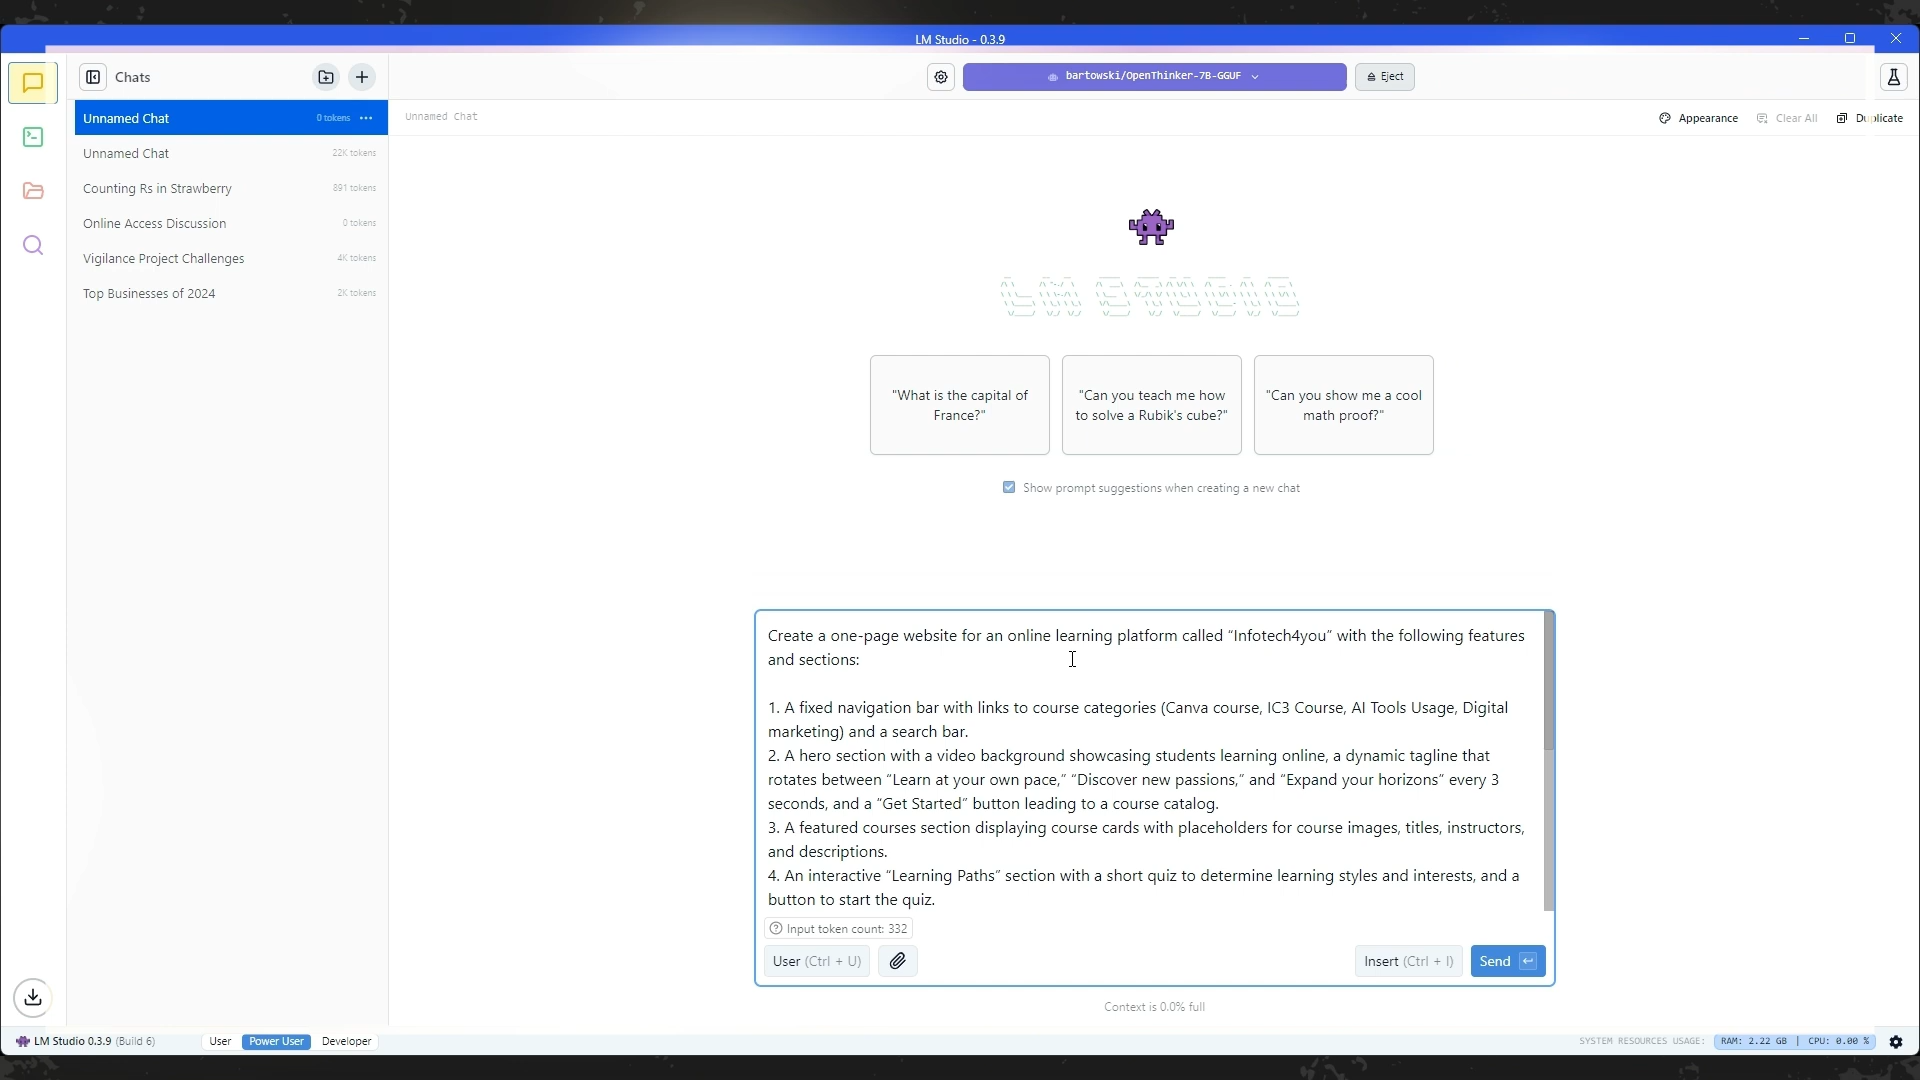 LM Studio - 0.3.9
Chats
bartowski/OpenThinker-7B-GGUF
Eject
Unnamed Chat 0 tokens
Unnamed Chat
Appearance
Clear All
Duplicate
Unnamed Chat 22K tokens
Counting Rs in Strawberry 891 tokens
Online Access Discussion 0 tokens
Vigilance Project Challenges 4K tokens
Top Businesses of 2024 2K tokens
LM STUDIO
"What is the capital of
France?"
"Can you teach me how
to solve a Rubik's cube?"
"Can you show me a cool
math proof?"
Show prompt suggestions when creating a new chat
Create a one-page website for an online learning platform called “Infotech4you” with the following features
and sections:
1. A fixed navigation bar with links to course categories (Canva course, IC3 Course, AI Tools Usage, Digital
marketing) and a search bar.
2. A hero section with a video background showcasing students learning online, a dynamic tagline that
rotates between “Learn at your own pace,” “Discover new passions,” and “Expand your horizons” every 3
seconds, and a “Get Started” button leading to a course catalog.
3. A featured courses section displaying course cards with placeholders for course images, titles, instructors,
and descriptions.
4. An interactive “Learning Paths” section with a short quiz to determine learning styles and interests, and a
button to start the quiz.
Input token count: 332
User (Ctrl + U)
Insert (Ctrl + I)
Send
Context is 0.0% full
LM Studio 0.3.9 (Build 6)
User
Power User
Developer
SYSTEM RESOURCES USAGE:
RAM: 2.22 GB | CPU: 0.00 %